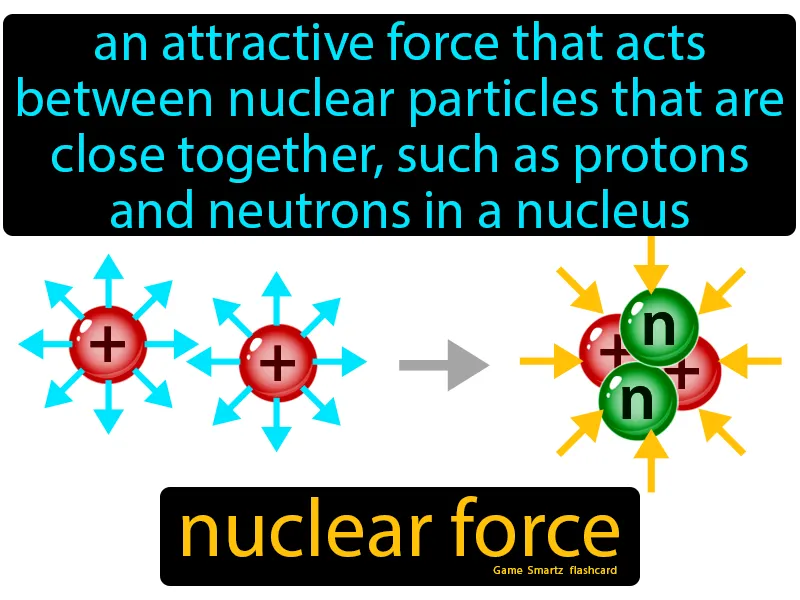 an attractive force that acts
between nuclear particles that are
close together, such as protons
and neutrons in a nucleus
+
+
n
+
+
n
nuclear force
Game Smartz flashcard